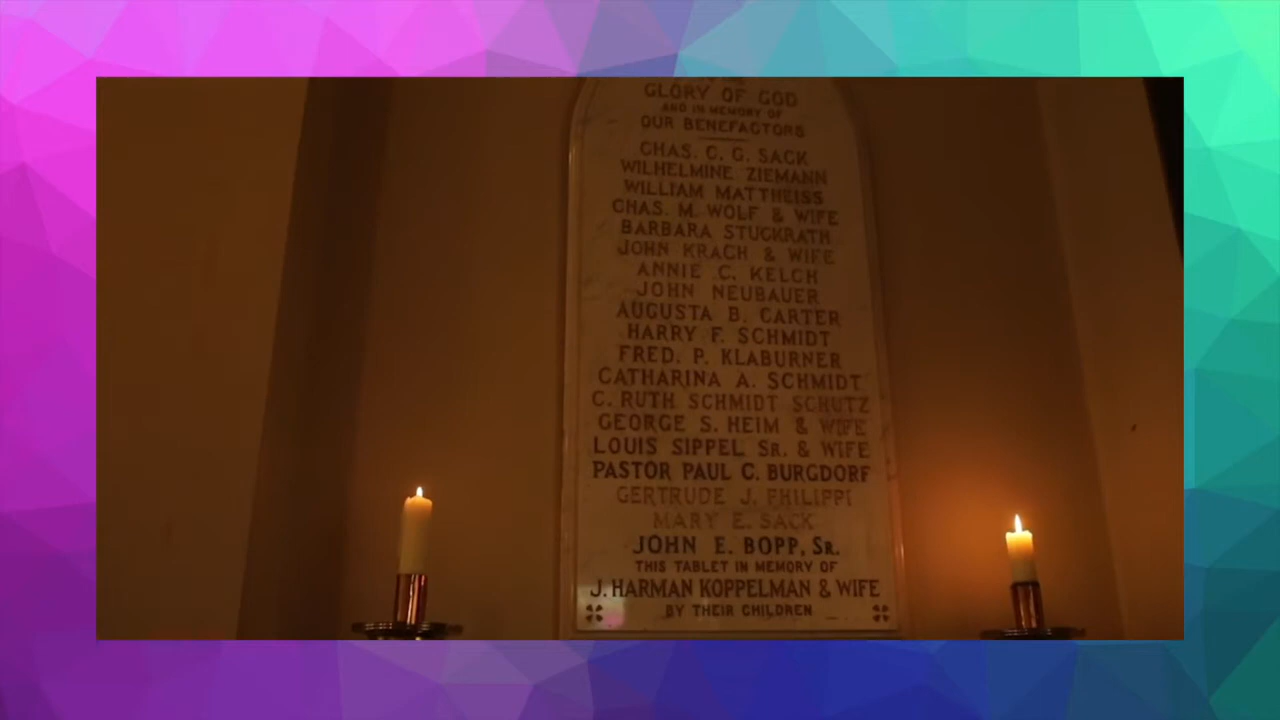 GLORY OF GOD
AND IN MEMORY OF
OUR BENEFACTORS
CHAS. C. G. SACK
WILHELMINE ZIEMANN
WILLIAM MATTHEISS
CHAS. M. WOLF & WIFE
BARBARA STUCKRATH
JOHN KRACH & WIFE
ANNIE C. KELCH
JOHN NEUBAUER
AUGUSTA B. CARTER
HARRY F. SCHMIDT
FRED. P. KLABURNER
CATHARINA A. SCHMIDT
C. RUTH SCHMIDT SCHUTZ
GEORGE S. HEIM & WIFE
LOUIS SIPPEL SR. & WIFE
PASTOR PAUL C. BURGDORF
GERTRUDE J. PHILIPPI
MARY E. SACK
JOHN E. BOPP, SR.
THIS TABLET IN MEMORY OF
J. HARMAN KOPPELMAN & WIFE
BY THEIR CHILDREN